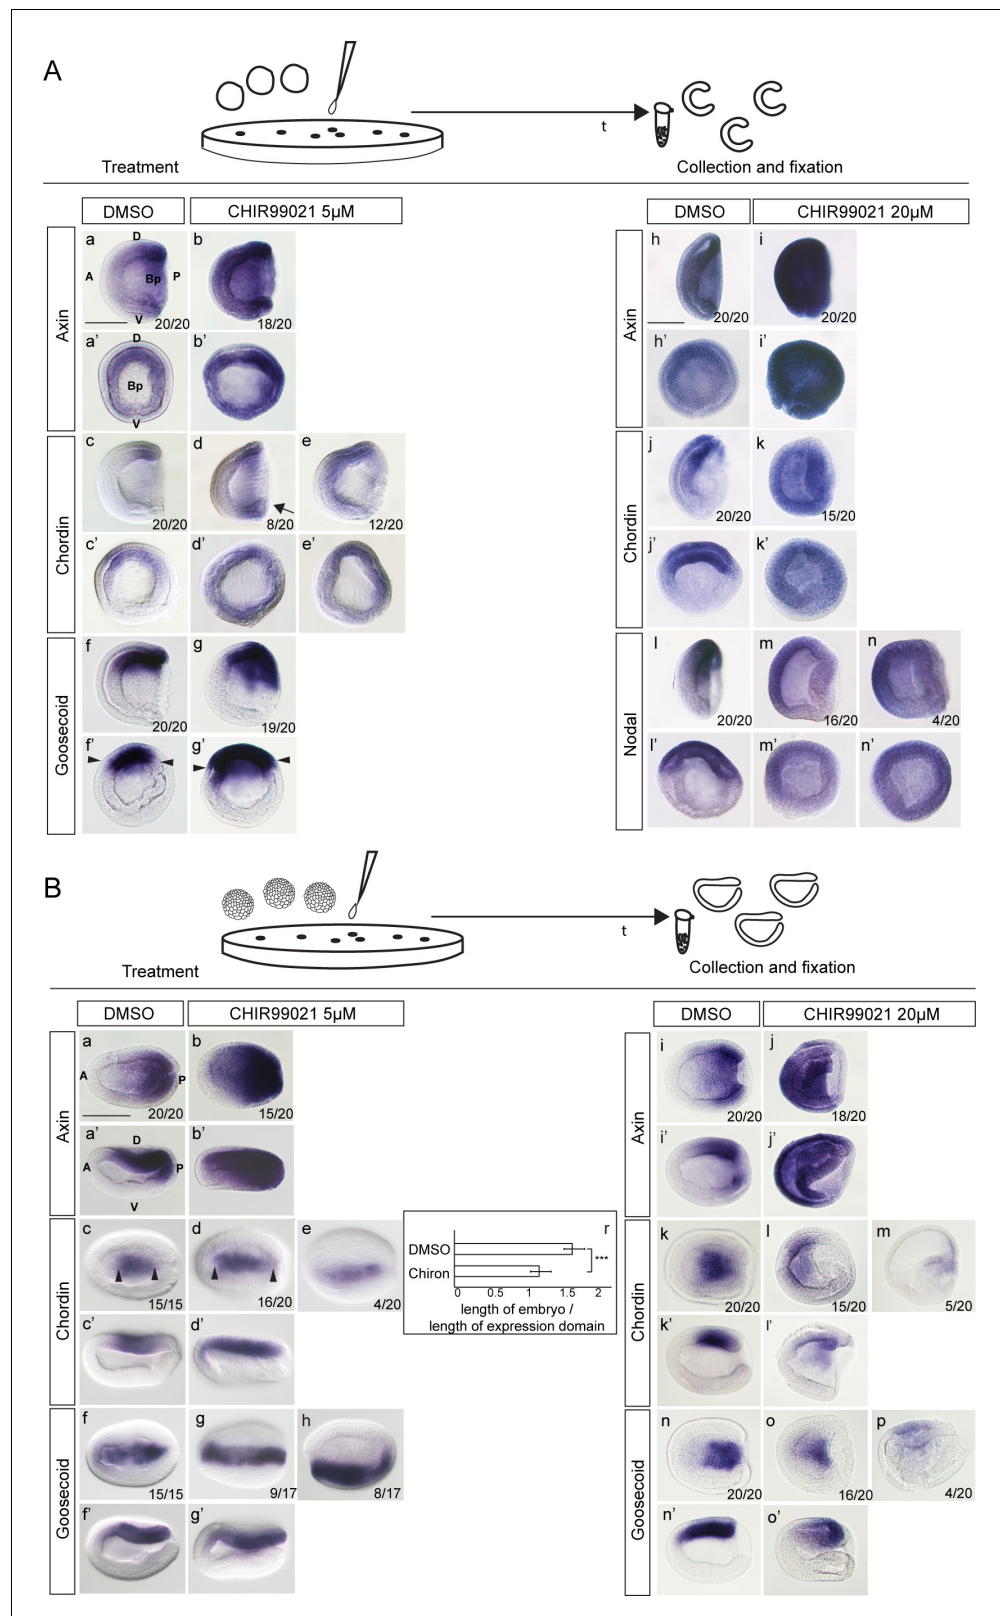 A
t
Treatment
Collection and fixation
DMSO
CHIR99021 5µM
Axin
a
D
A
Bp
P
V
20/20
b
18/20
a'
D
Bp
V
b'
Chordin
c
20/20
d
8/20
e
12/20
c'
d'
e'
Goosecoid
f
20/20
g
19/20
f'
g'
DMSO
CHIR99021 20µM
Axin
h
20/20
i
20/20
h'
i'
Chordin
j
20/20
k
15/20
j'
k'
Nodal
l
20/20
m
16/20
n
4/20
l'
m'
n'
B
t
Treatment
Collection and fixation
DMSO
CHIR99021 5µM
Axin
a
A
P
20/20
b
15/20
a'
D
A
P
V
b'
Chordin
c
15/15
d
16/20
e
4/20
c'
d'
Goosecoid
f
15/15
g
9/17
h
8/17
f'
g'
r
DMSO
Chiron
***
0 0.5 1 1.5 2
length of embryo /
length of expression domain
DMSO
CHIR99021 20µM
Axin
i
20/20
j
18/20
i'
j'
Chordin
k
20/20
l
15/20
m
5/20
k'
l'
Goosecoid
n
20/20
o
16/20
p
4/20
n'
o'